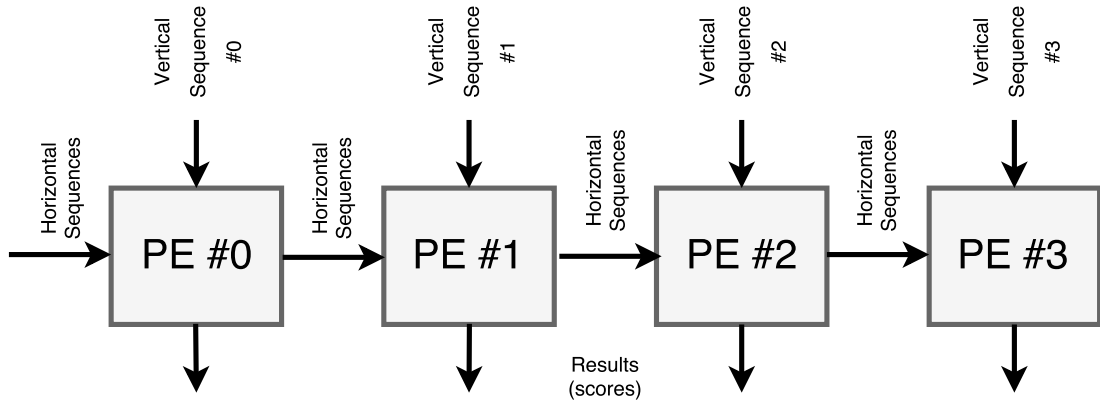 Vertical
Sequence
#0
Vertical
Sequence
#1
Vertical
Sequence
#2
Vertical
Sequence
#3
Horizontal
Sequences
Horizontal
Sequences
Horizontal
Sequences
Horizontal
Sequences
PE #0
PE #1
PE #2
PE #3
Results
(scores)